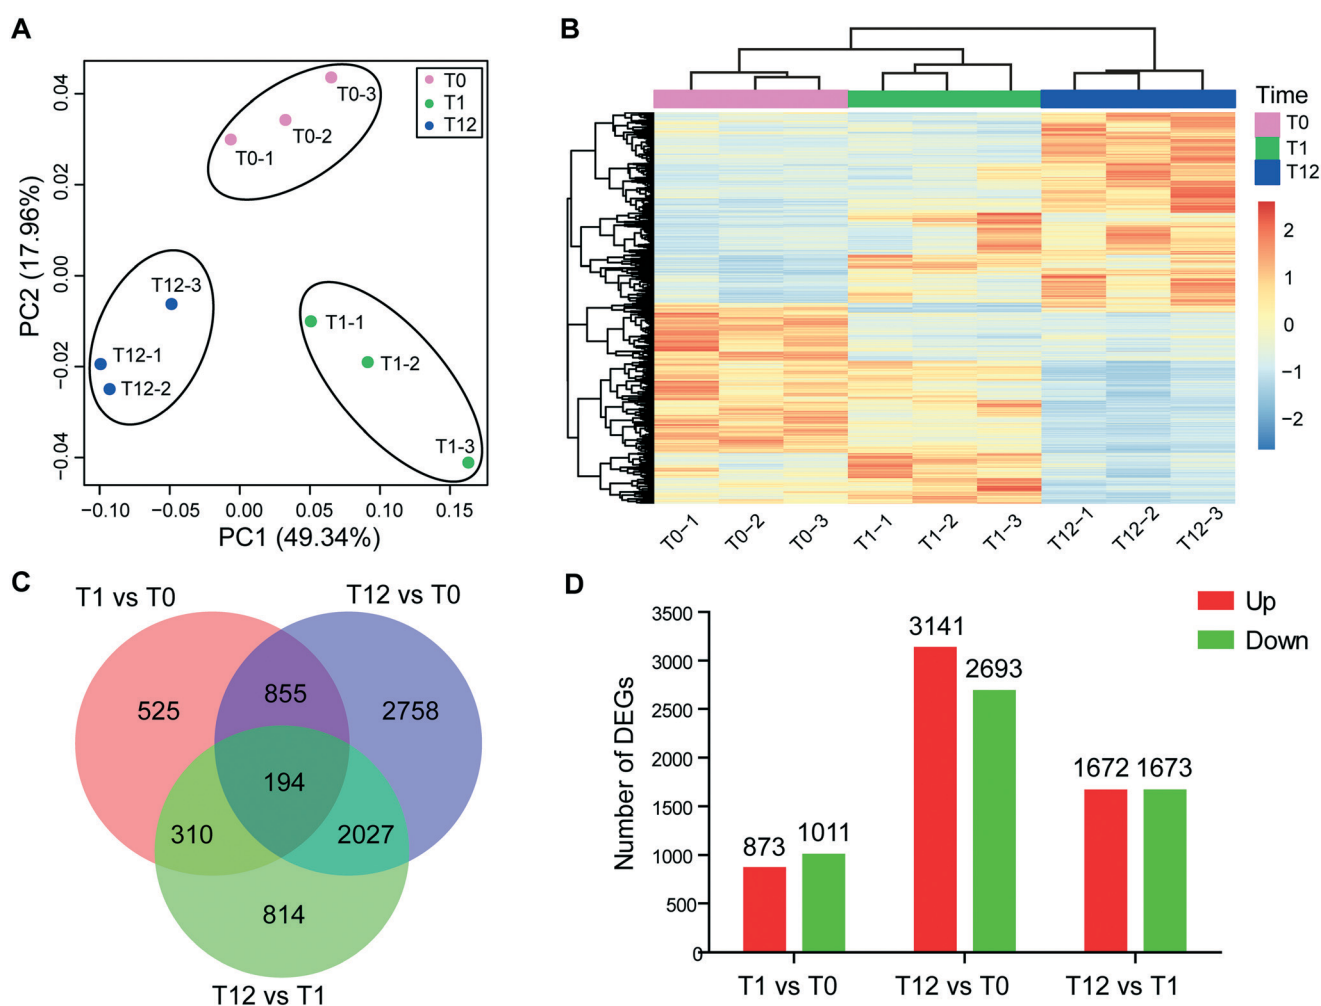 A
0.04
0.02
0.00
−0.02
−0.04
PC2 (17.96%)
T0
T1
T12
T0-3
T0-2
T0-1
T12-3
T12-1
T12-2
T1-1
T1-2
T1-3
−0.10 −0.05 0.00 0.05 0.10 0.15
PC1 (49.34%)
B
Time
T0
T1
T12
2
1
0
−1
−2
T0−1 T0−2 T0−3 T1−1 T1−2 T1−3 T12−1 T12−2 T12−3
C
T1 vs T0
T12 vs T0
525
855
2758
194
310
2027
814
T12 vs T1
D
Up
Down
Number of DEGs
3500
3000
2500
2000
1500
1000
500
0
873
1011
3141
2693
1672 1673
T1 vs T0 T12 vs T0 T12 vs T1